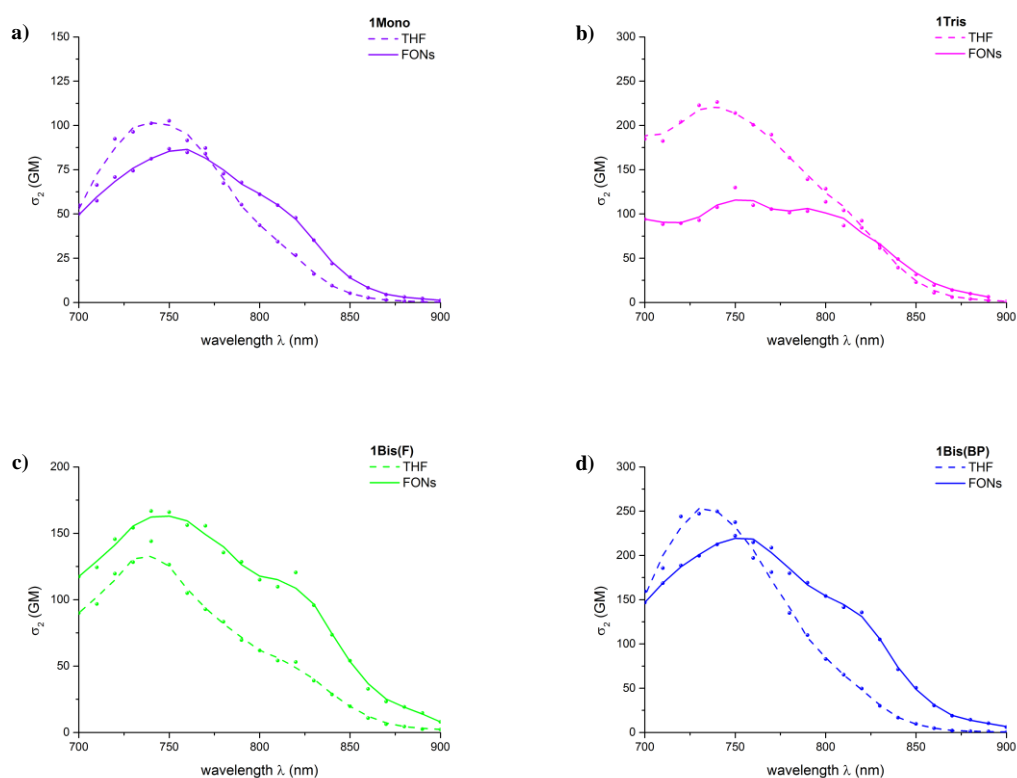 a)
1Mono
THF
FONs
150
125
100
75
50
25
0
σ2 (GM)
700 750 800 850 900
wavelength λ (nm)
b)
1Tris
THF
FONs
300
250
200
150
100
50
0
σ2 (GM)
700 750 800 850 900
wavelength λ (nm)
c)
1Bis(F)
THF
FONs
200
150
100
50
0
σ2 (GM)
700 750 800 850 900
wavelength λ (nm)
d)
1Bis(BP)
THF
FONs
300
250
200
150
100
50
0
σ2 (GM)
700 750 800 850 900
wavelength λ (nm)